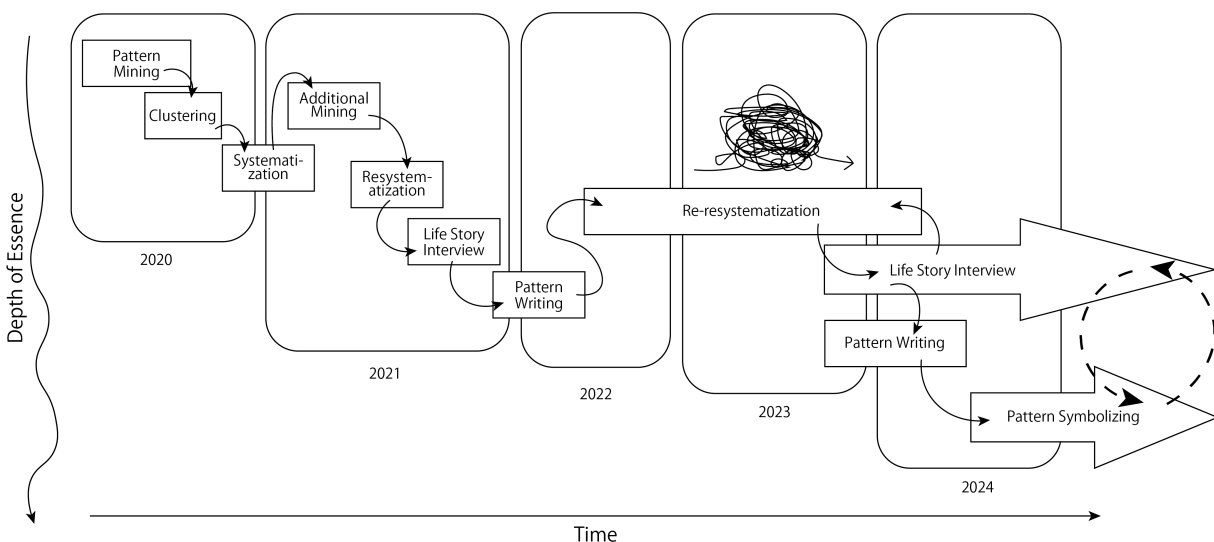 Pattern
Mining
Clustering
Systemati-
zation
2020
Additional
Mining
Resystem-
atization
Life Story
Interview
Pattern
Writing
2021
2022
Re-resystematization
2023
Life Story Interview
Pattern Writing
Pattern Symbolizing
2024
Depth of Essence
Time